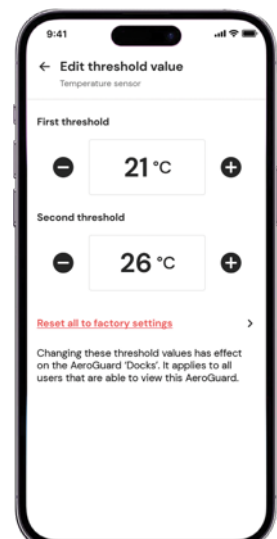 9:41
← Edit threshold value
Temperature sensor
First threshold
21 °C
Second threshold
26 °C
Reset all to factory settings
Changing these threshold values has effect
on the AeroGuard 'Docks'. It applies to all
users that are able to view this AeroGuard.